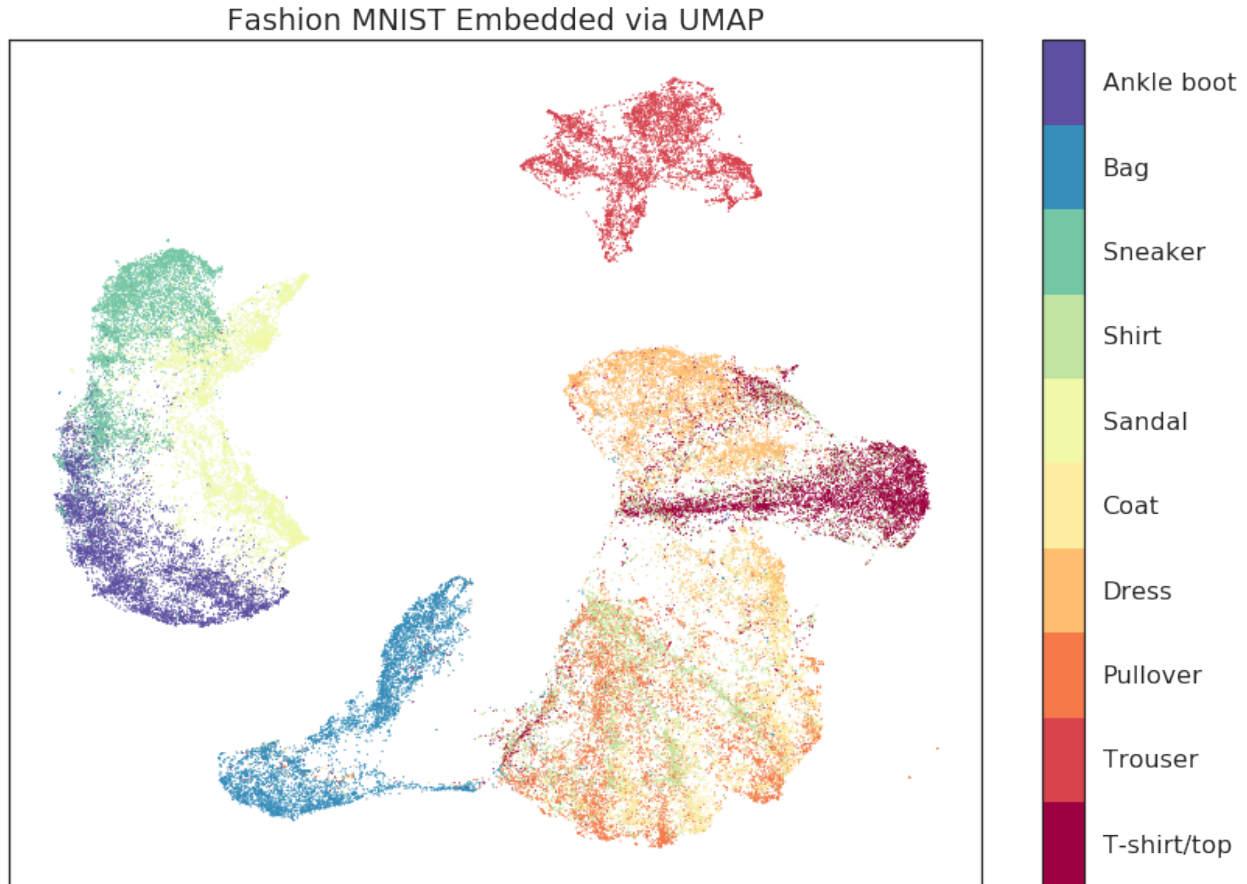 Fashion MNIST Embedded via UMAP
Ankle boot
Bag
Sneaker
Shirt
Sandal
Coat
Dress
Pullover
Trouser
T-shirt/top